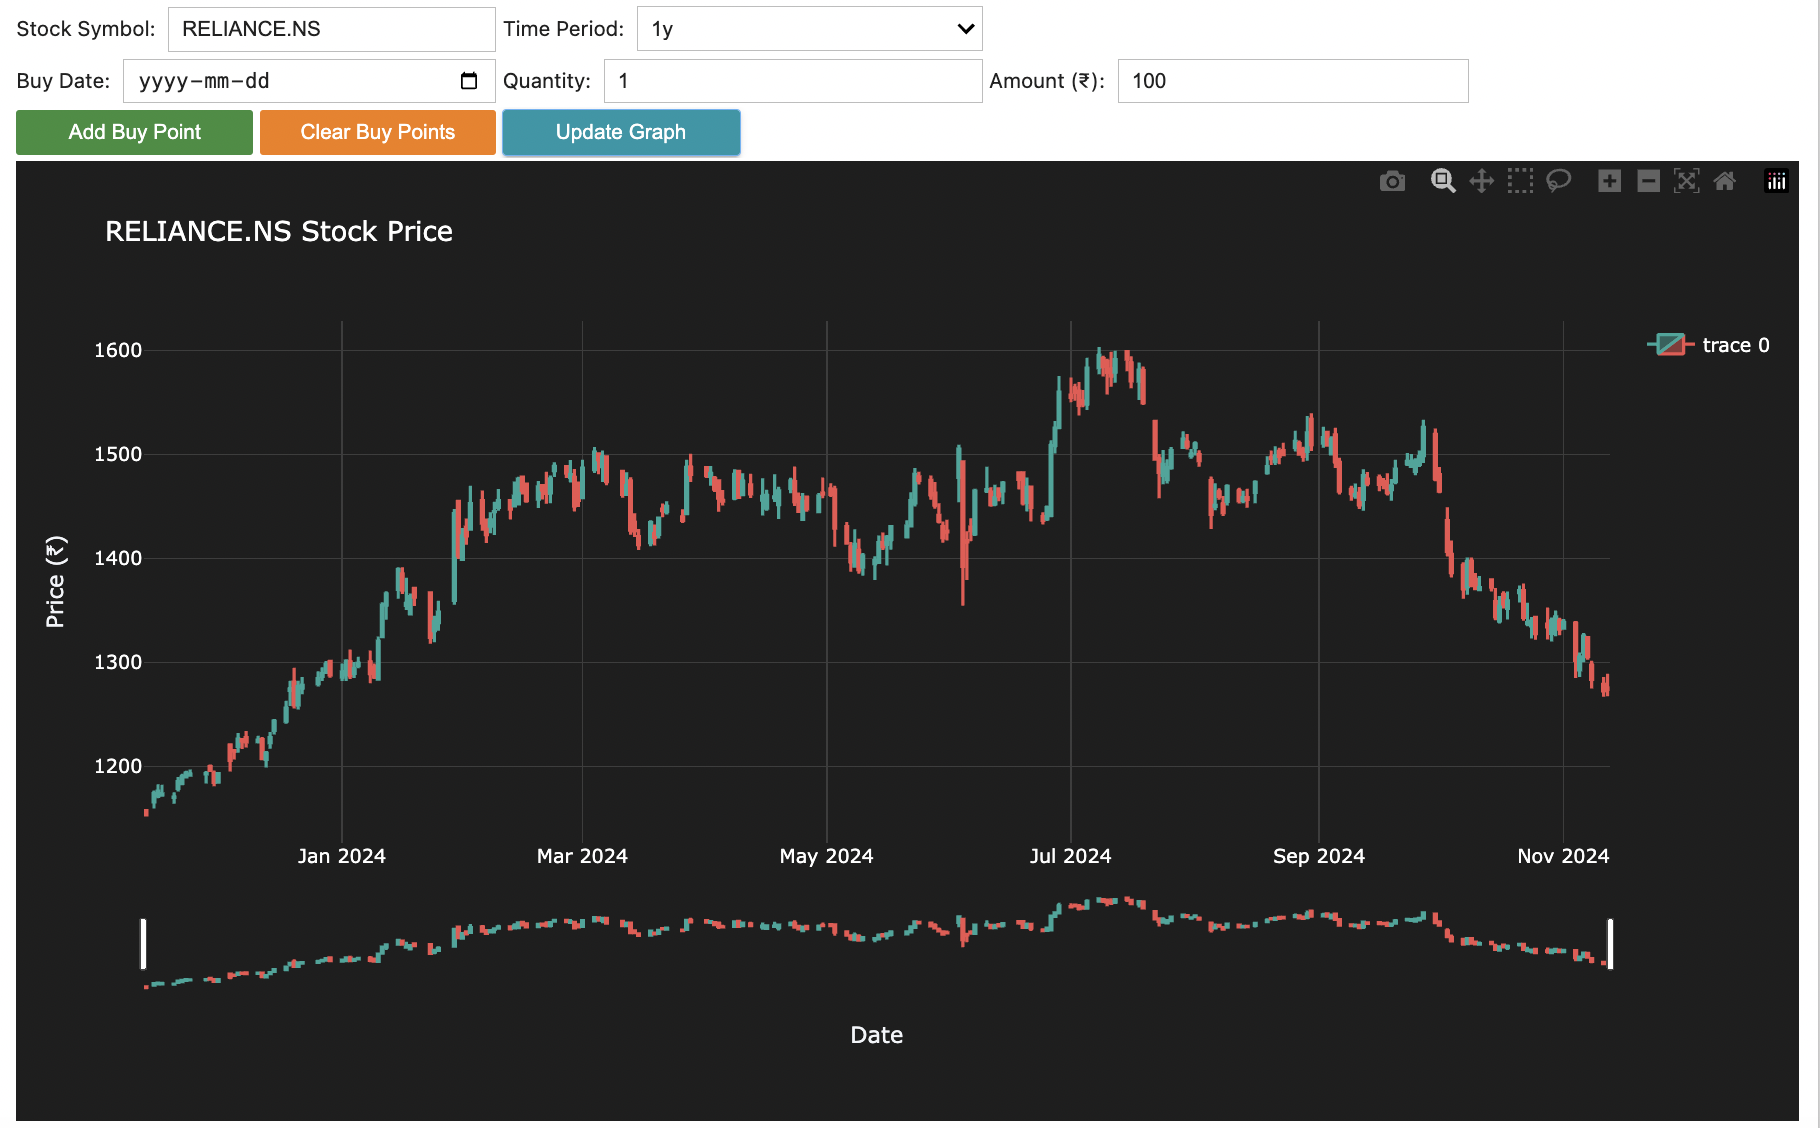 Stock Symbol: RELIANCE.NS Time Period: 1y
Buy Date: yyyy-mm-dd Quantity: 1 Amount (₹): 100
Add Buy Point Clear Buy Points Update Graph
RELIANCE.NS Stock Price
trace 0
1600
1500
1400
1300
1200
Price (₹)
Jan 2024 Mar 2024 May 2024 Jul 2024 Sep 2024 Nov 2024
Date